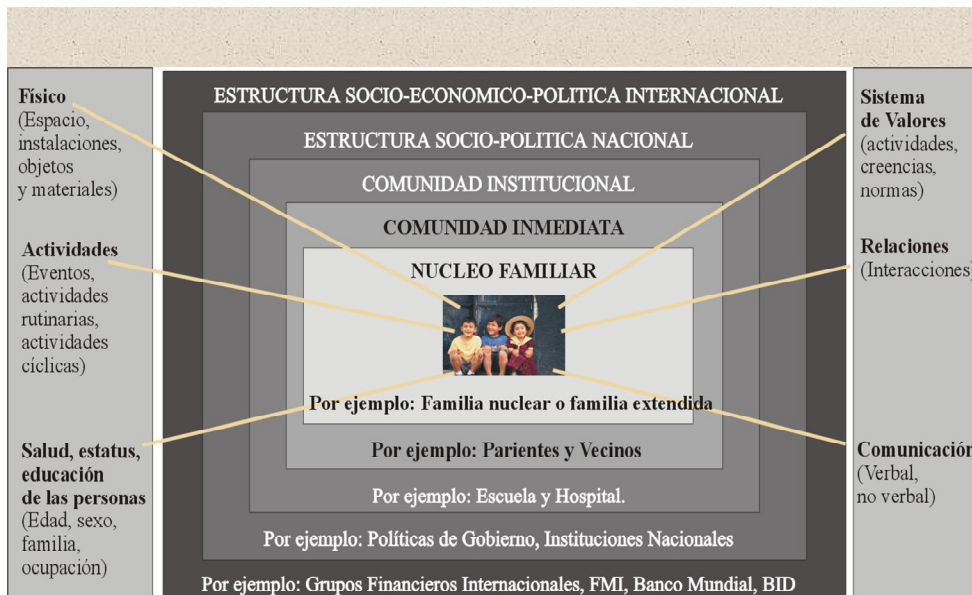 Físico
(Espacio,
instalaciones,
objetos
y materiales)
Actividades
(Eventos,
actividades
rutinarias,
actividades
cíclicas)
Salud, estatus,
educación
de las personas
(Edad, sexo,
familia,
ocupación)
ESTRUCTURA SOCIO-ECONOMICO-POLITICA INTERNACIONAL
ESTRUCTURA SOCIO-POLITICA NACIONAL
COMUNIDAD INSTITUCIONAL
COMUNIDAD INMEDIATA
NUCLEO FAMILIAR
Por ejemplo: Familia nuclear o familia extendida
Por ejemplo: Parientes y Vecinos
Por ejemplo: Escuela y Hospital.
Por ejemplo: Políticas de Gobierno, Instituciones Nacionales
Por ejemplo: Grupos Financieros Internacionales, FMI, Banco Mundial, BID
Sistema
de Valores
(actividades,
creencias,
normas)
Relaciones
(Interacciones)
Comunicación
(Verbal,
no verbal)